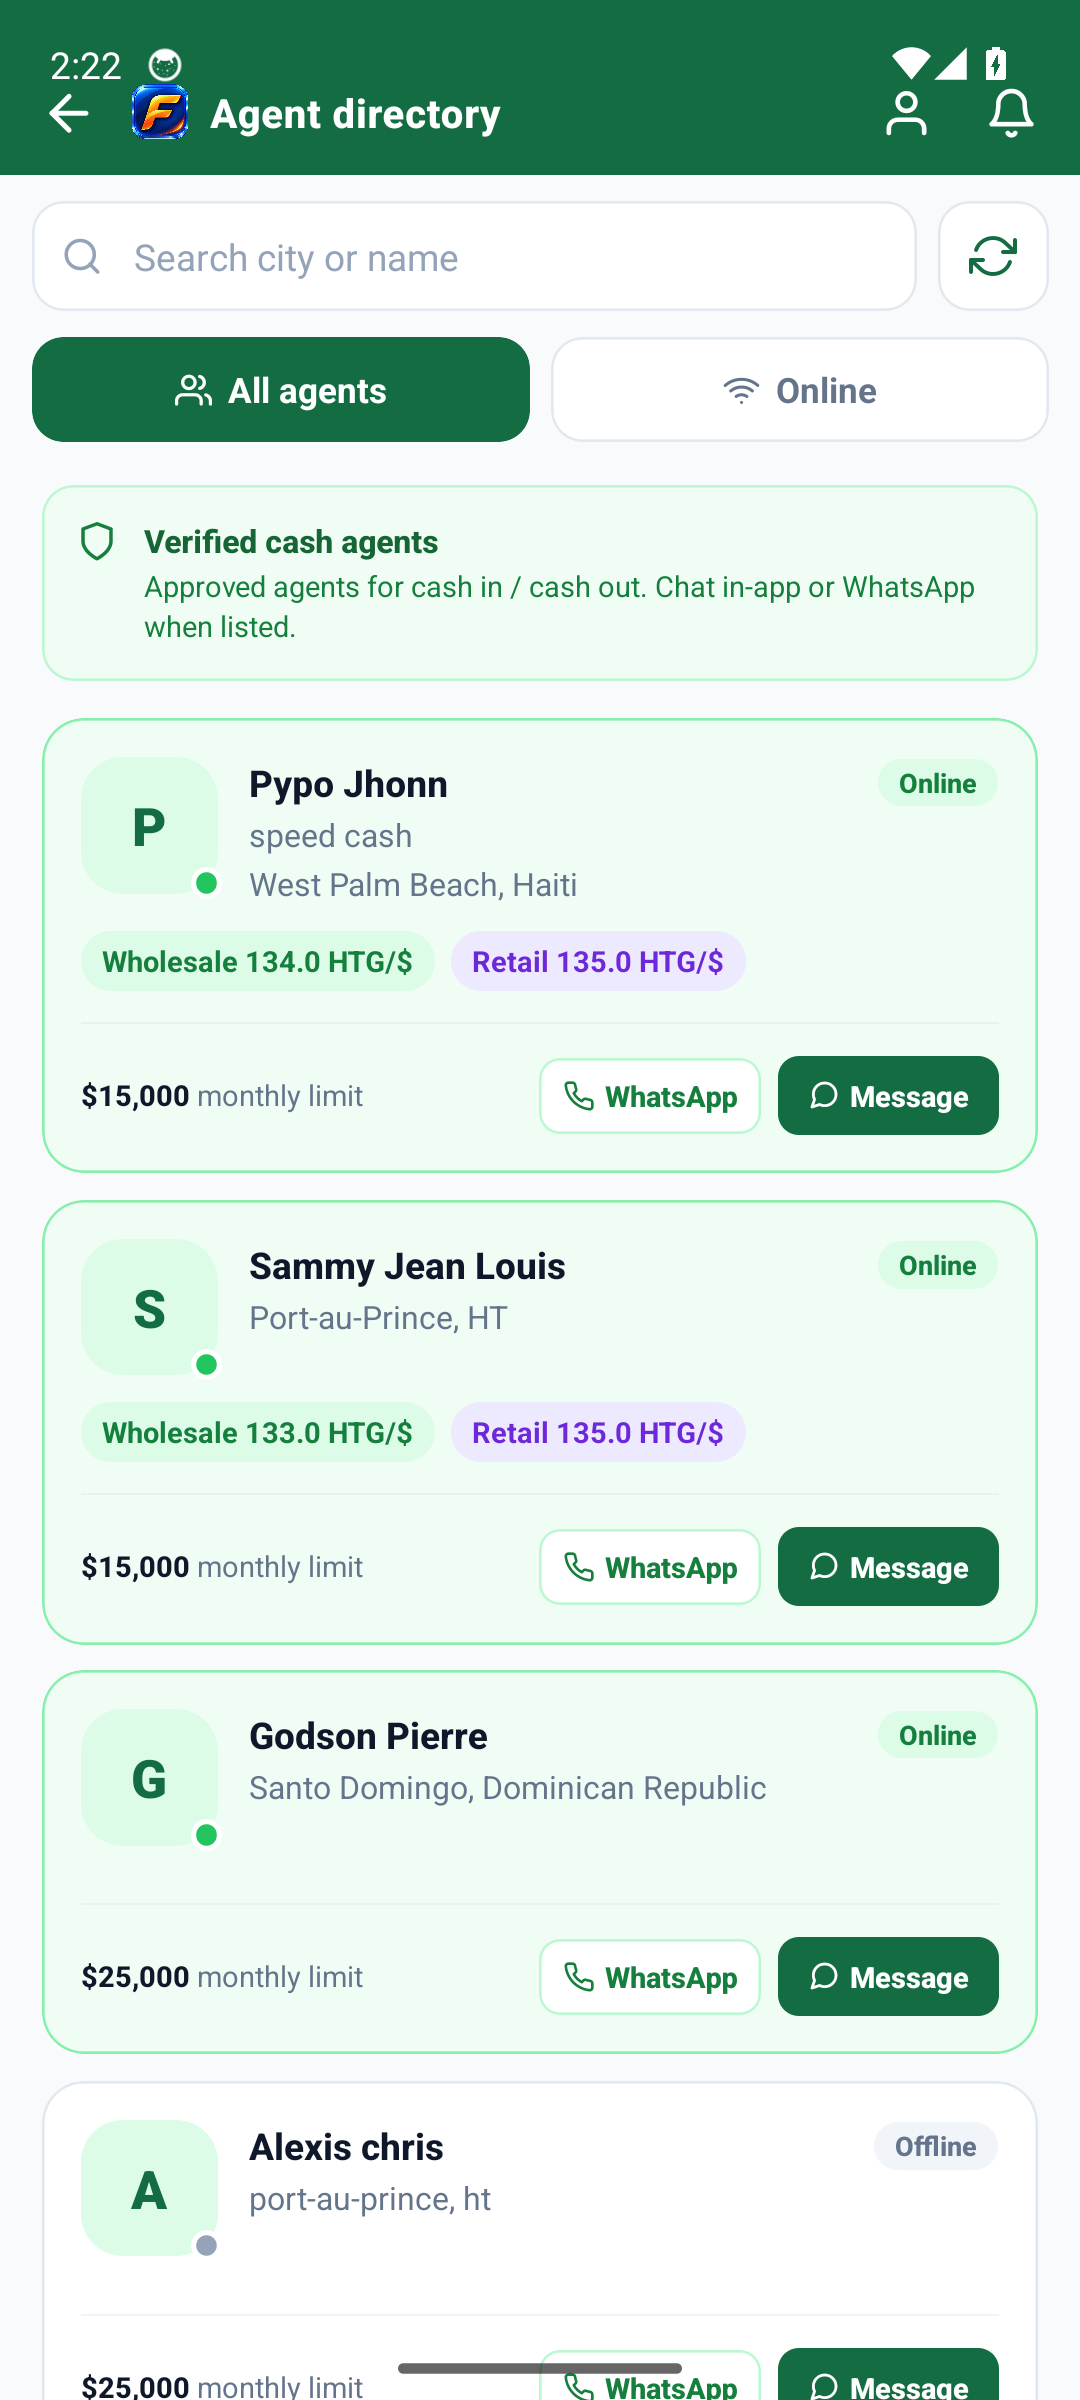 2:22
Agent directory
Search city or name
All agents
Online
Verified cash agents
Approved agents for cash in / cash out. Chat in-app or WhatsApp
when listed.
P
Pypo Jhonn
Online
speed cash
West Palm Beach, Haiti
Wholesale 134.0 HTG/$
Retail 135.0 HTG/$
$15,000 monthly limit
WhatsApp
Message
S
Sammy Jean Louis
Online
Port-au-Prince, HT
Wholesale 133.0 HTG/$
Retail 135.0 HTG/$
$15,000 monthly limit
WhatsApp
Message
G
Godson Pierre
Online
Santo Domingo, Dominican Republic
$25,000 monthly limit
WhatsApp
Message
A
Alexis chris
Offline
port-au-prince, ht
$25,000 monthly limit
WhatsApp
Message